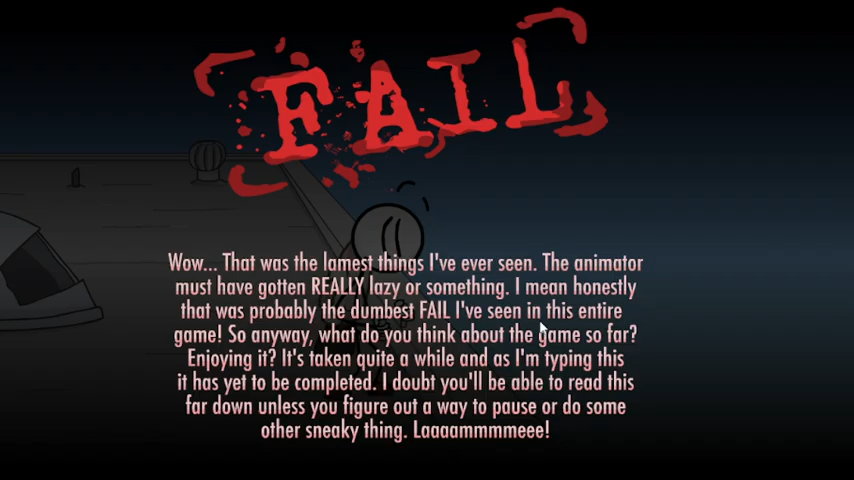 FAIL
Wow... That was the lamest things I've ever seen. The animator
must have gotten REALLY lazy or something. I mean honestly
that was probably the dumbest FAIL I've seen in this entire
game! So anyway, what do you think about the game so far?
Enjoying it? It's taken quite a while and as I'm typing this
it has yet to be completed. I doubt you'll be able to read this
far down unless you figure out a way to pause or do some
other sneaky thing. Laaaammmmeee!